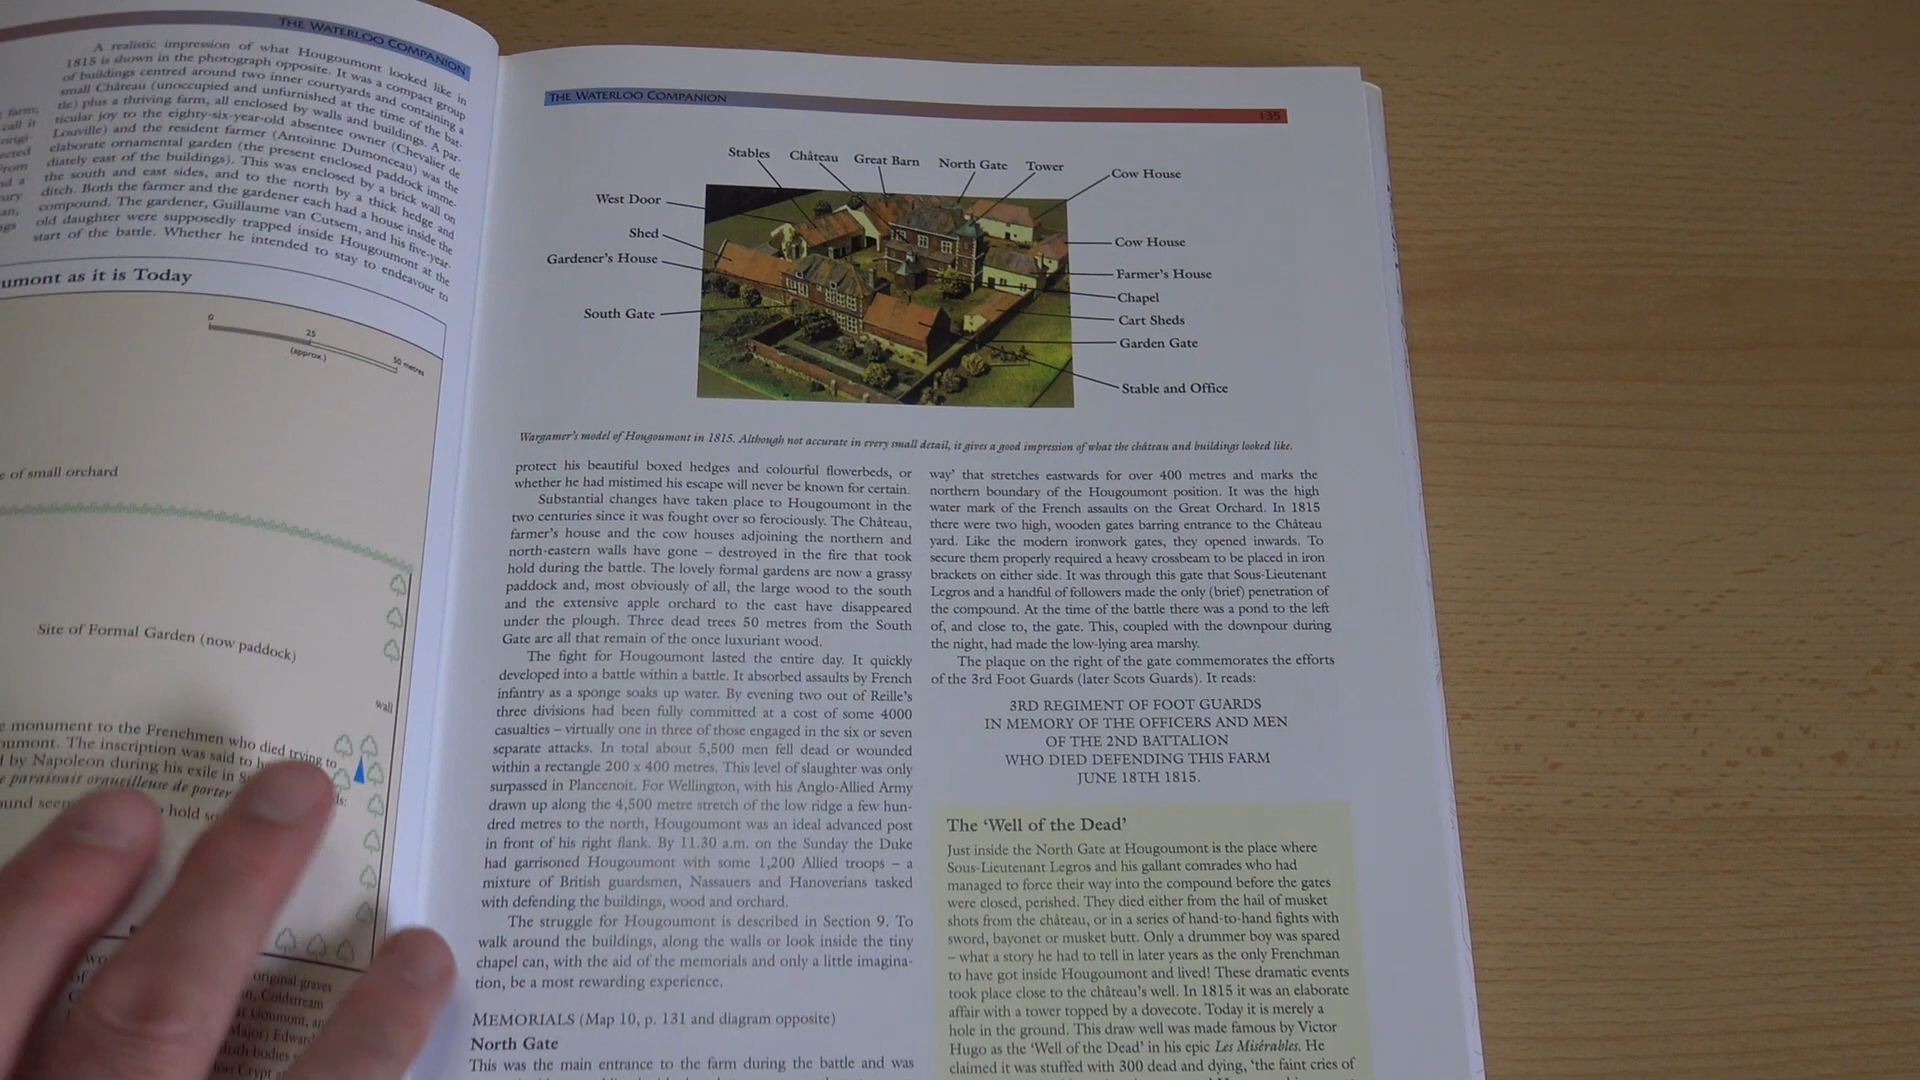 THE WATERLOO COMPANION
A realistic impression of what Hougoumont looked like in
1815 is shown in the photograph opposite. It was a compact group
of buildings centred around two inner courtyards and containing a
small Château (unoccupied and unfurnished at the time of the bat-
tle) plus a thriving farm, all enclosed by walls and buildings. A par-
ticular joy to the eighty-six-year-old absentee owner (Chevalier de
Louville) and the resident farmer (Antoinne Dumonceau) was the
elaborate ornamental garden (the present enclosed paddock imme-
diately east of the buildings). This was enclosed by a brick wall on
the south and east sides, and to the north by a thick hedge and
ditch. Both the farmer and the gardener each had a house inside the
compound. The gardener, Guillaume van Cutsem, and his five-year-
old daughter were supposedly trapped inside Hougoumont at the
start of the battle. Whether he intended to stay to endeavour to
farm,
call it
umont as it is Today
0
25
50 metres
(approx.)
e of small orchard
Site of Formal Garden (now paddock)
wall
e monument to the Frenchmen who died trying to
oumont. The inscription was said to
d by Napoleon during his exile in
e paraissait orgueilleuse de porter
ound seem hold
original graves
Coldstream
at Goumont,
Major) Edward
both bodies
Crypt
THE WATERLOO COMPANION
135
Stables
Château
Great Barn
North Gate
Tower
Cow House
West Door
Shed
Gardener's House
South Gate
Cow House
Farmer's House
Chapel
Cart Sheds
Garden Gate
Stable and Office
Wargamer's model of Hougoumont in 1815. Although not accurate in every small detail, it gives a good impression of what the château and buildings looked like.
protect his beautiful boxed hedges and colourful flowerbeds, or
whether he had mistimed his escape will never be known for certain.
Substantial changes have taken place to Hougoumont in the
two centuries since it was fought over so ferociously. The Château,
farmer's house and the cow houses adjoining the northern and
north-eastern walls have gone – destroyed in the fire that took
hold during the battle. The lovely formal gardens are now a grassy
paddock and, most obviously of all, the large wood to the south
and the extensive apple orchard to the east have disappeared
under the plough. Three dead trees 50 metres from the South
Gate are all that remain of the once luxuriant wood.
The fight for Hougoumont lasted the entire day. It quickly
developed into a battle within a battle. It absorbed assaults by French
infantry as a sponge soaks up water. By evening two out of Reille's
three divisions had been fully committed at a cost of some 4000
casualties – virtually one in three of those engaged in the six or seven
separate attacks. In total about 5,500 men fell dead or wounded
within a rectangle 200 x 400 metres. This level of slaughter was only
surpassed in Plancenoit. For Wellington, with his Anglo-Allied Army
drawn up along the 4,500 metre stretch of the low ridge a few hun-
dred metres to the north, Hougoumont was an ideal advanced post
in front of his right flank. By 11.30 a.m. on the Sunday the Duke
had garrisoned Hougoumont with some 1,200 Allied troops – a
mixture of British guardsmen, Nassauers and Hanoverians tasked
with defending the buildings, wood and orchard.
The struggle for Hougoumont is described in Section 9. To
walk around the buildings, along the walls or look inside the tiny
chapel can, with the aid of the memorials and only a little imagina-
tion, be a most rewarding experience.
MEMORIALS (Map 10, p. 131 and diagram opposite)
North Gate
This was the main entrance to the farm during the battle and was
way' that stretches eastwards for over 400 metres and marks the
northern boundary of the Hougoumont position. It was the high
water mark of the French assaults on the Great Orchard. In 1815
there were two high, wooden gates barring entrance to the Château
yard. Like the modern ironwork gates, they opened inwards. To
secure them properly required a heavy crossbeam to be placed in iron
brackets on either side. It was through this gate that Sous-Lieutenant
Legros and a handful of followers made the only (brief) penetration of
the compound. At the time of the battle there was a pond to the left
of, and close to, the gate. This, coupled with the downpour during
the night, had made the low-lying area marshy.
The plaque on the right of the gate commemorates the efforts
of the 3rd Foot Guards (later Scots Guards). It reads:
3RD REGIMENT OF FOOT GUARDS
IN MEMORY OF THE OFFICERS AND MEN
OF THE 2ND BATTALION
WHO DIED DEFENDING THIS FARM
JUNE 18TH 1815.
The 'Well of the Dead'
Just inside the North Gate at Hougoumont is the place where
Sous-Lieutenant Legros and his gallant comrades who had
managed to force their way into the compound before the gates
were closed, perished. They died either from the hail of musket
shots from the château, or in a series of hand-to-hand fights with
sword, bayonet or musket butt. Only a drummer boy was spared
– what a story he had to tell in later years as the only Frenchman
to have got inside Hougoumont and lived! These dramatic events
took place close to the château's well. In 1815 it was an elaborate
affair with a tower topped by a dovecote. Today it is merely a
hole in the ground. This draw well was made famous by Victor
Hugo as the 'Well of the Dead' in his epic Les Misérables. He
claimed it was stuffed with 300 dead and dying, 'the faint cries of